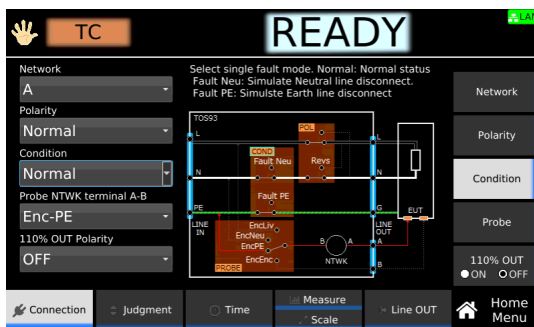 TC
READY
LAN
Network
A
Polarity
Normal
Condition
Normal
Probe NTWK terminal A-B
Enc-PE
110% OUT Polarity
OFF
Select single fault mode. Normal: Normal status
Fault Neu: Simulate Neutral line disconnect.
Fault PE: Simulste Earth line disconnect
TOS93
POL
L
L
COND
Fault Neu
Revs
N
N
Fault PE
PE
G
EUT
LINE IN
LINE OUT
EncLiv
EncNeu
EncPE
EncEnc
B
A
A
NTWK
B
PROBE
Network
Polarity
Condition
Probe
110% OUT
ON OFF
Connection
Judgment
Time
Measure
Scale
Line OUT
Home
Menu